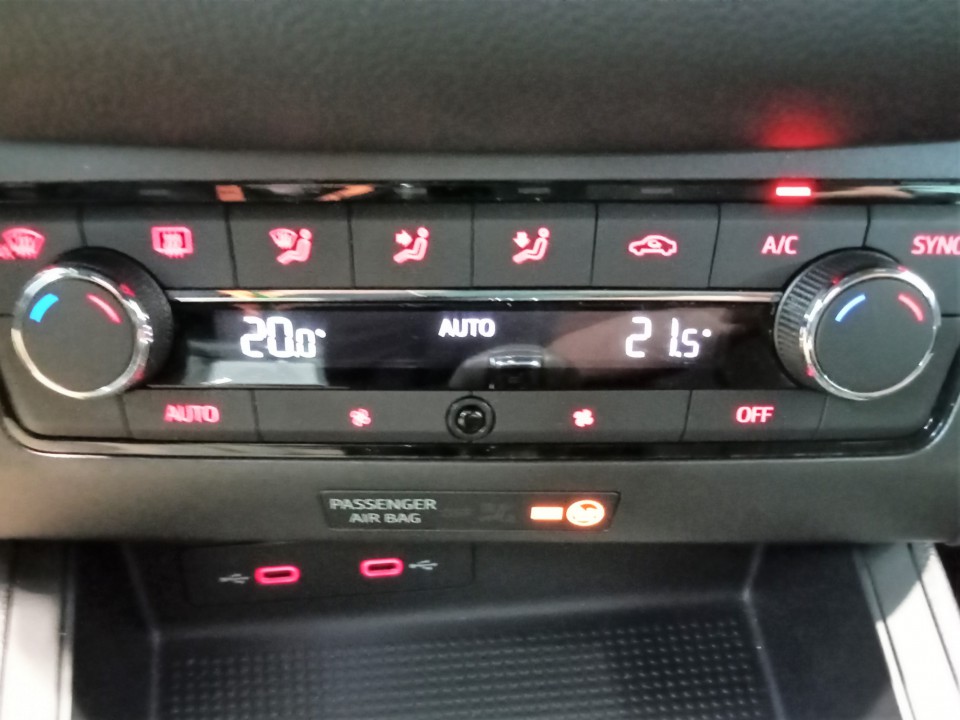 A/C
SYNC
20.0°
AUTO
21.5°
AUTO
OFF
PASSENGER
AIR BAG